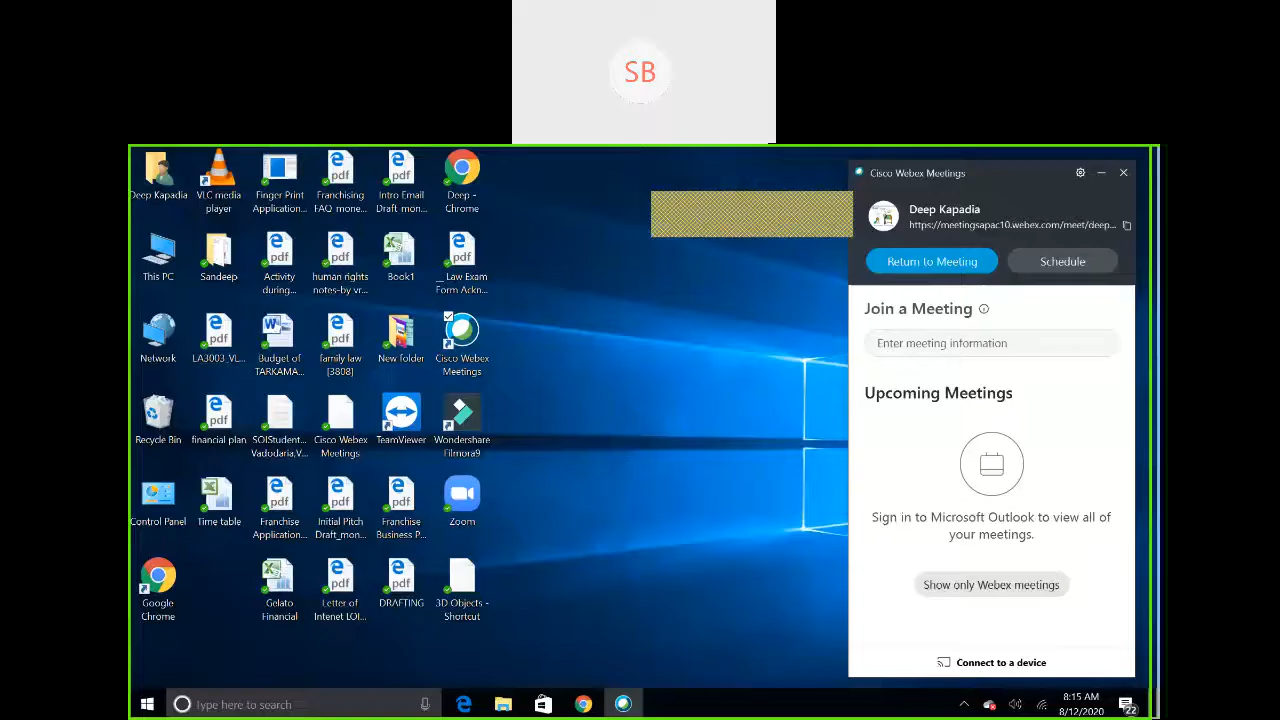 SB
Deep Kapadia
VLC media
player
Finger Print
Application...
Franchising
FAQ_mone...
Intro Email
Draft_mon...
Deep -
Chrome
This PC
Sandeep
Activity
during...
human rights
notes-by vr...
Book1
__ Law Exam
Form Ackn...
Network
LA3003_VL...
Budget of
TARKAMA...
family law
[3808]
New folder
Cisco Webex
Meetings
Recycle Bin
financial plan
SOIStudent...
Vadodaria,V...
Cisco Webex
Meetings
TeamViewer
Wondershare
Filmora9
Control Panel
Time table
Franchise
Application...
Initial Pitch
Draft_mon...
Franchise
Business P...
Zoom
Google
Chrome
Gelato
Financial
Letter of
Intenet LOI...
DRAFTING
3D Objects -
Shortcut
Cisco Webex Meetings
Deep Kapadia
https://meetingsapac10.webex.com/meet/deep...
Return to Meeting
Schedule
Join a Meeting
Enter meeting information
Upcoming Meetings
Sign in to Microsoft Outlook to view all of
your meetings.
Show only Webex meetings
Connect to a device
Type here to search
8:15 AM
8/12/2020
22